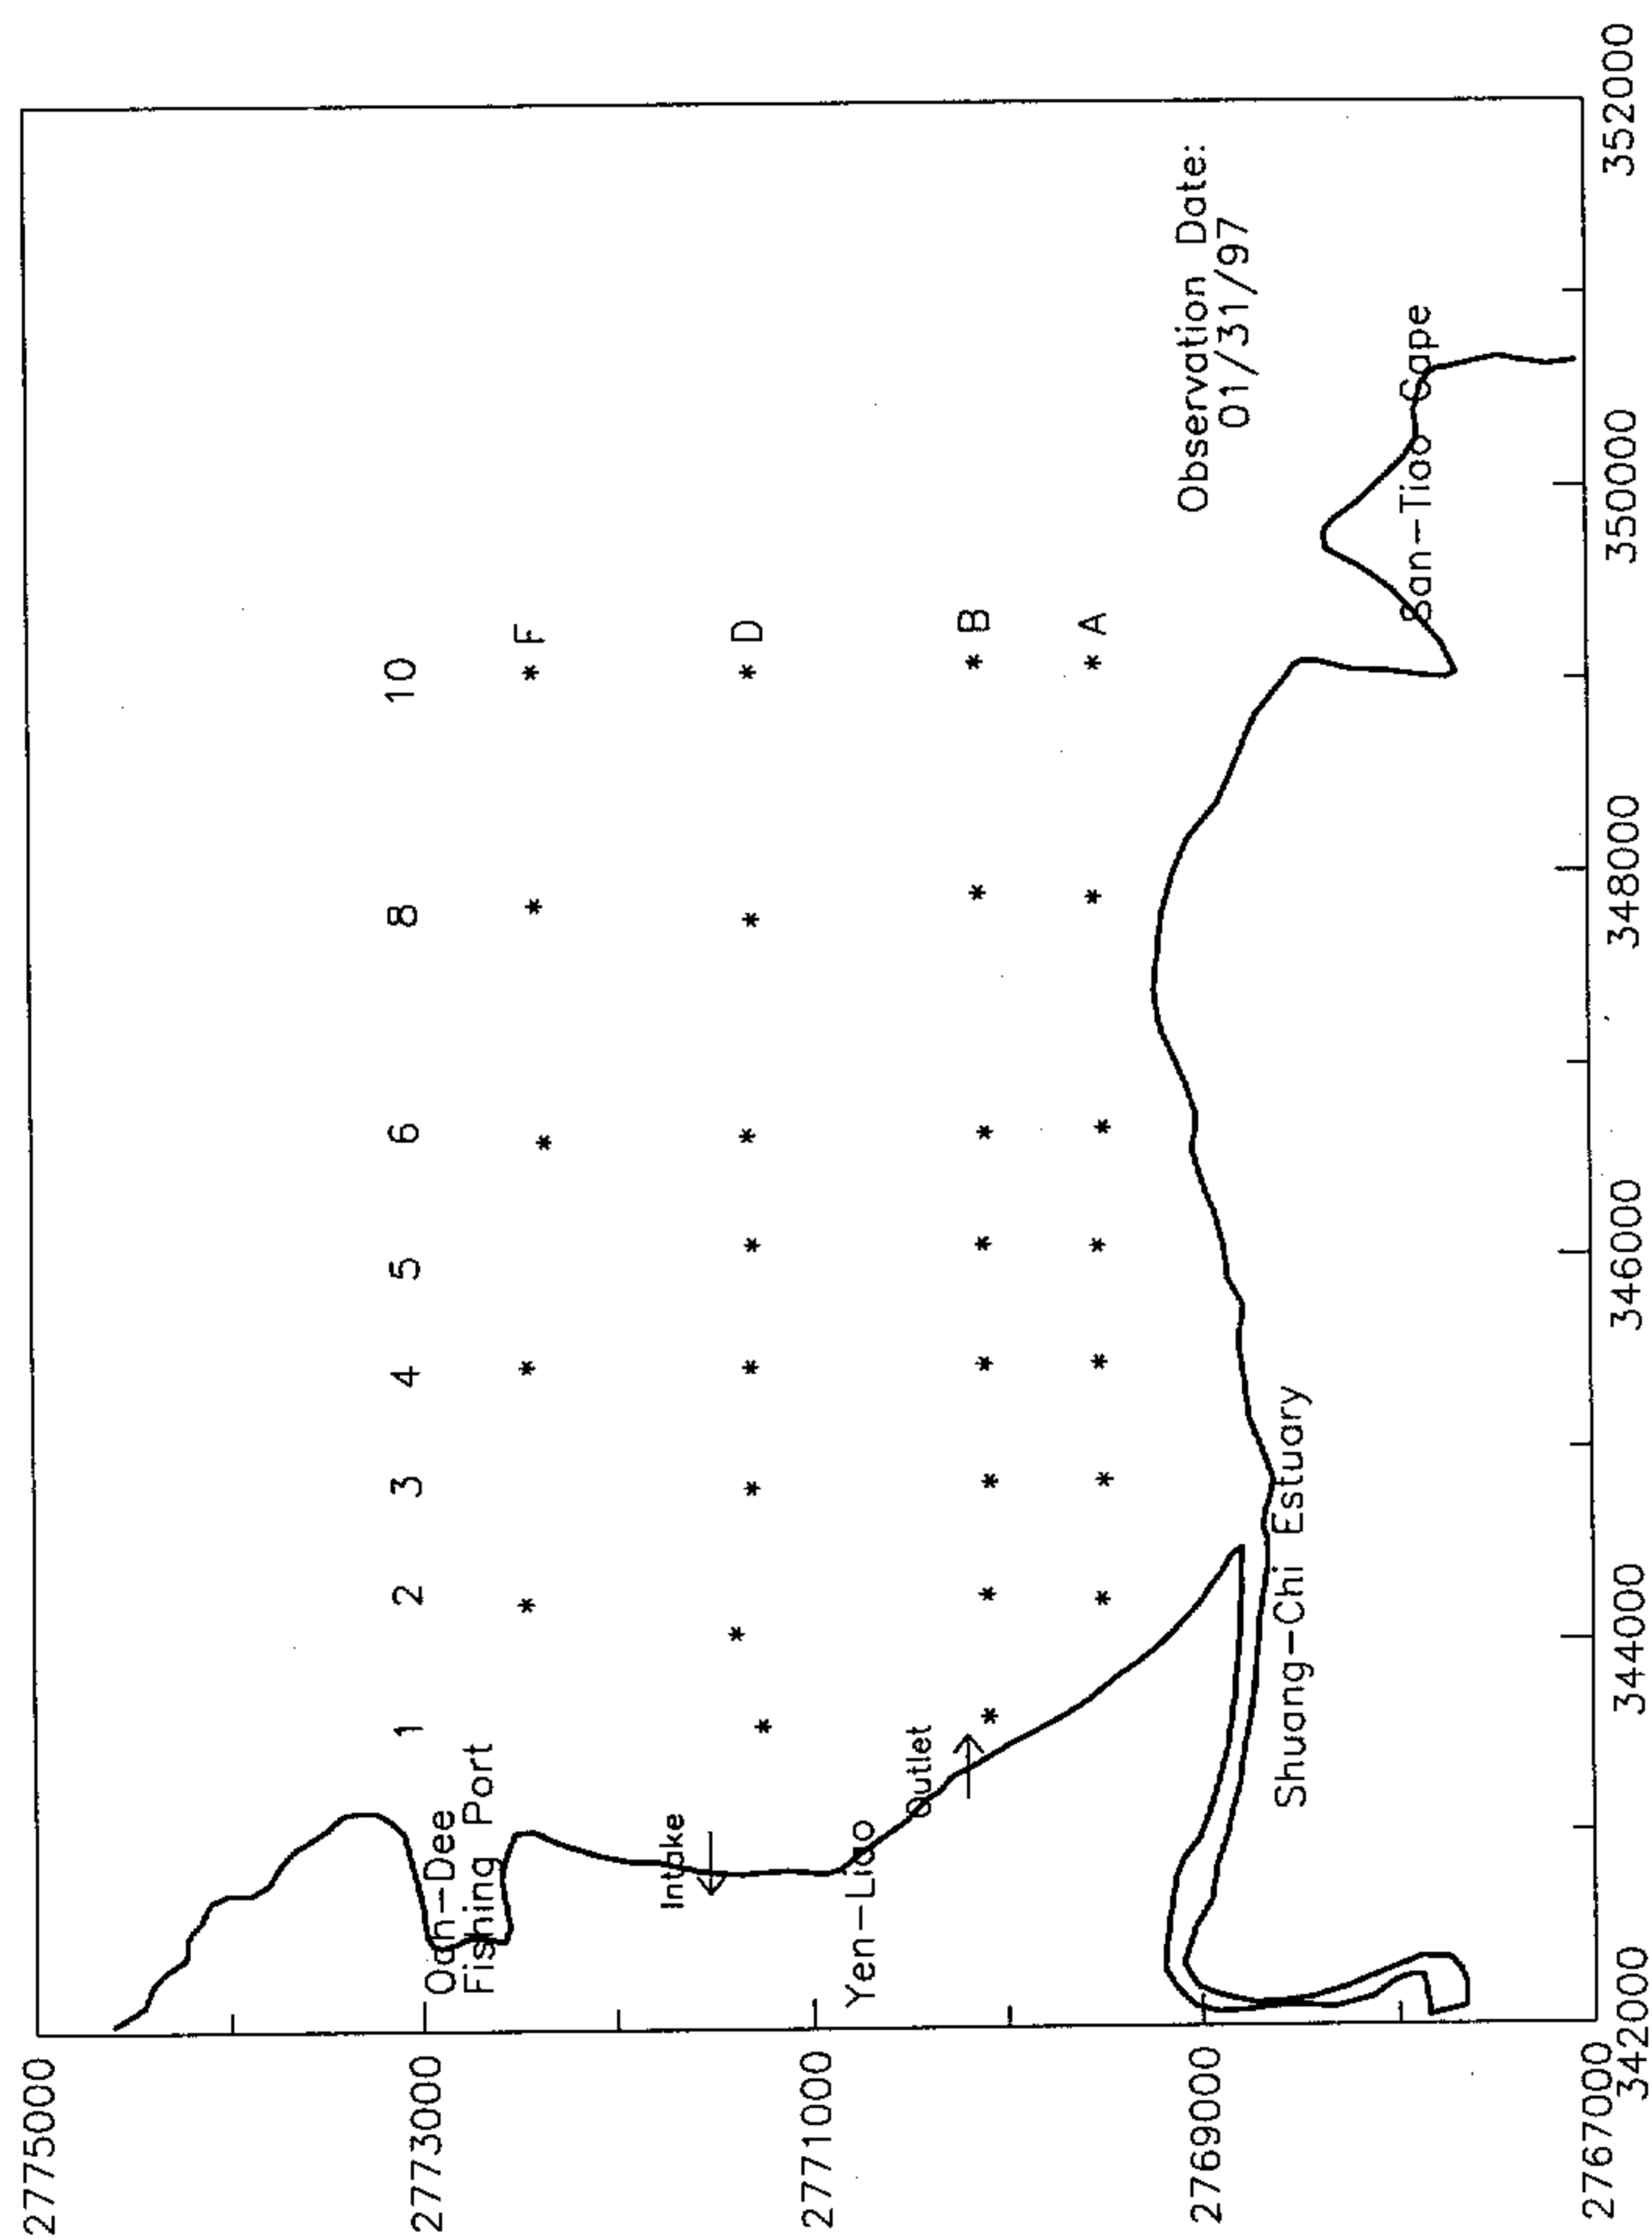 2775000
2773000
2771000
2769000
2767000
342000
344000
346000
348000
350000
352000
1 2 3 4 5 6 8 10
F
D
B
A
Oan-Dee
Fishing Port
Intake
Yen-Liao
Outlet
Shuang-Chi Estuary
San-Tiao Cape
Observation Date:
01/31/97